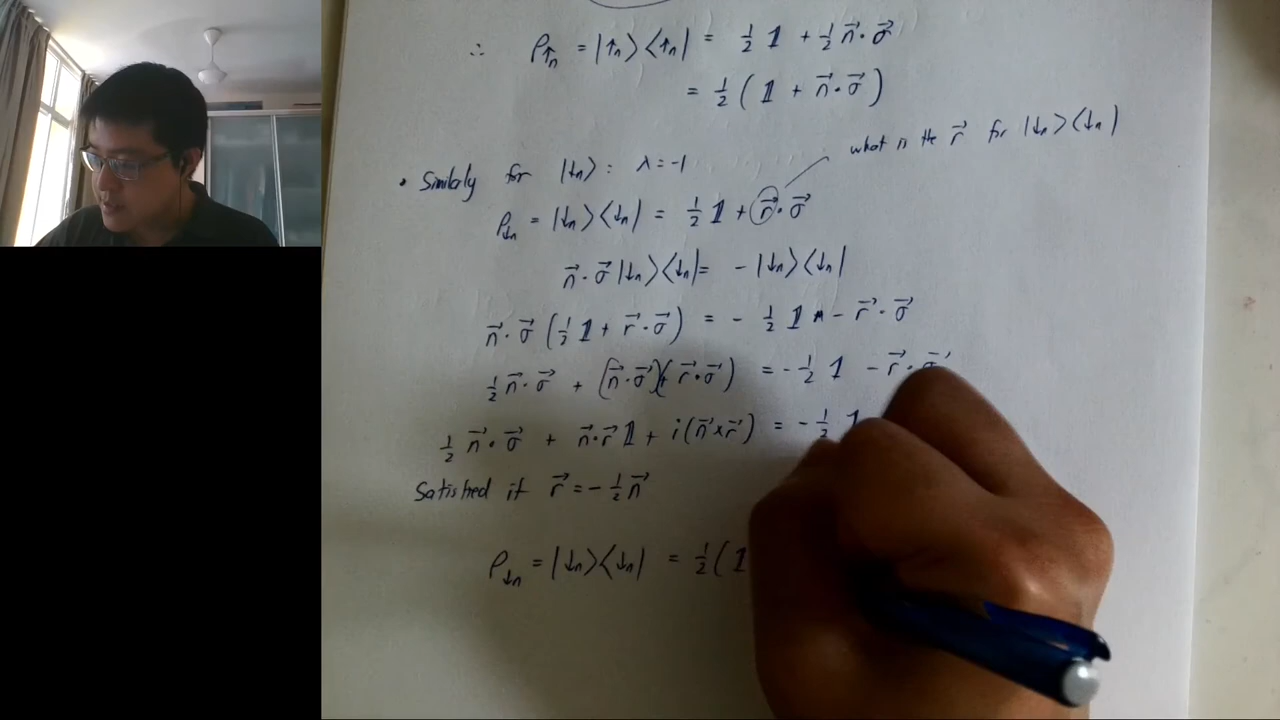 ∴ ρ↑ₙ = |↑ₙ⟩⟨↑ₙ| = ½ 𝟙 + ½ n⃗·σ⃗
= ½ ( 𝟙 + n⃗·σ⃗ )
what is the r⃗ for |↓ₙ⟩⟨↓ₙ|
• Similarly for |↓ₙ⟩ : λ = -1
ρ↓ₙ = |↓ₙ⟩⟨↓ₙ| = ½ 𝟙 + r⃗·σ⃗
n⃗·σ⃗ |↓ₙ⟩⟨↓ₙ| = - |↓ₙ⟩⟨↓ₙ|
n⃗·σ⃗ (½ 𝟙 + r⃗·σ⃗) = - ½ 𝟙 - r⃗·σ⃗
½ n⃗·σ⃗ + (n⃗·σ⃗)(r⃗·σ⃗) = - ½ 𝟙 - r⃗·σ⃗
½ n⃗·σ⃗ + n⃗·r⃗ 𝟙 + i(n⃗×r⃗) = - ½ 𝟙
Satisfied if r⃗ = - ½ n⃗
ρ↓ₙ = |↓ₙ⟩⟨↓ₙ| = ½ ( 𝟙